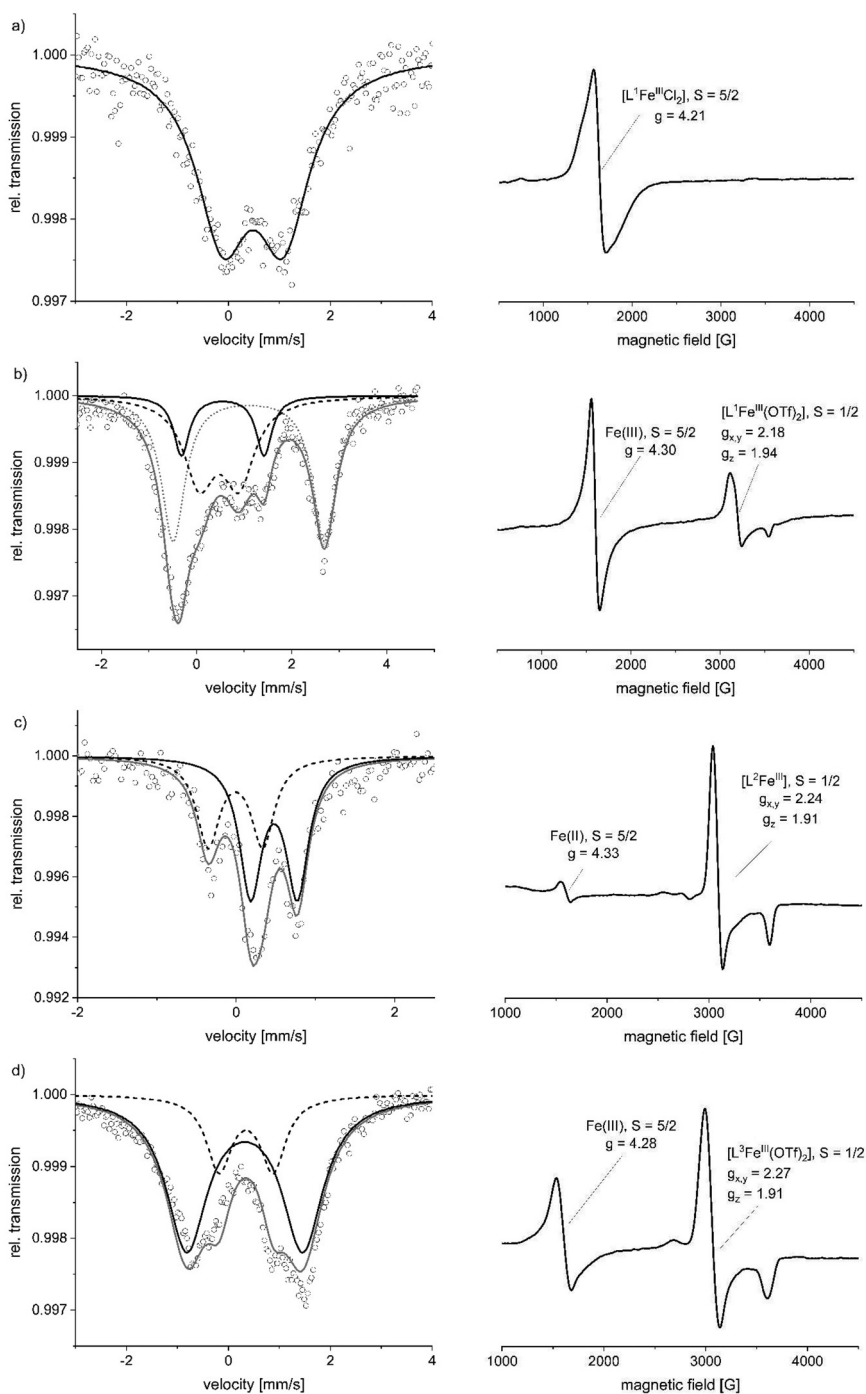 a)
1.000
0.999
0.998
0.997
rel. transmission
-2
0
2
4
velocity [mm/s]
[L¹FeᴵᴵᴵCl₂], S = 5/2
g = 4.21
1000
2000
3000
4000
magnetic field [G]
b)
1.000
0.999
0.998
0.997
rel. transmission
-2
0
2
4
velocity [mm/s]
Fe(III), S = 5/2
g = 4.30
[L¹Feᴵᴵᴵ(OTf)₂], S = 1/2
gx,y = 2.18
gz = 1.94
1000
2000
3000
4000
magnetic field [G]
c)
1.000
0.998
0.996
0.994
0.992
rel. transmission
-2
0
2
velocity [mm/s]
Fe(II), S = 5/2
g = 4.33
[L²Feᴵᴵᴵ], S = 1/2
gx,y = 2.24
gz = 1.91
1000
2000
3000
4000
magnetic field [G]
d)
1.000
0.999
0.998
0.997
rel. transmission
-2
0
2
4
velocity [mm/s]
Fe(III), S = 5/2
g = 4.28
[L³Feᴵᴵᴵ(OTf)₂], S = 1/2
gx,y = 2.27
gz = 1.91
1000
2000
3000
4000
magnetic field [G]